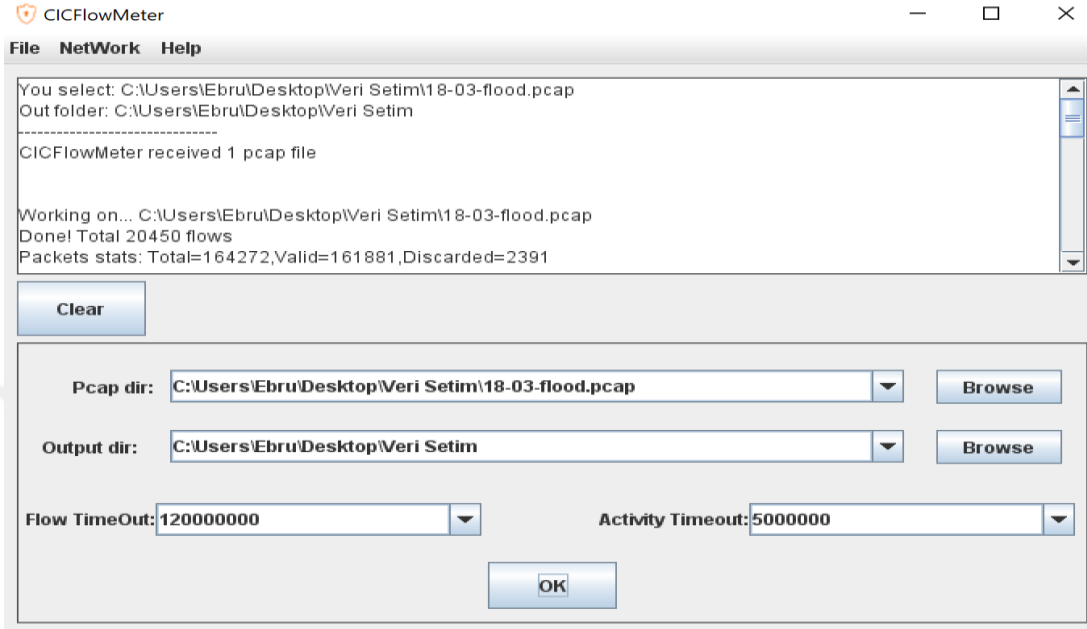 CICFlowMeter
File NetWork Help
You select: C:\Users\Ebru\Desktop\Veri Setim\18-03-flood.pcap
Out folder: C:\Users\Ebru\Desktop\Veri Setim
-------------------------------
CICFlowMeter received 1 pcap file
Working on... C:\Users\Ebru\Desktop\Veri Setim\18-03-flood.pcap
Done! Total 20450 flows
Packets stats: Total=164272,Valid=161881,Discarded=2391
Clear
Pcap dir: C:\Users\Ebru\Desktop\Veri Setim\18-03-flood.pcap Browse
Output dir: C:\Users\Ebru\Desktop\Veri Setim Browse
Flow TimeOut: 120000000 Activity Timeout: 5000000
OK